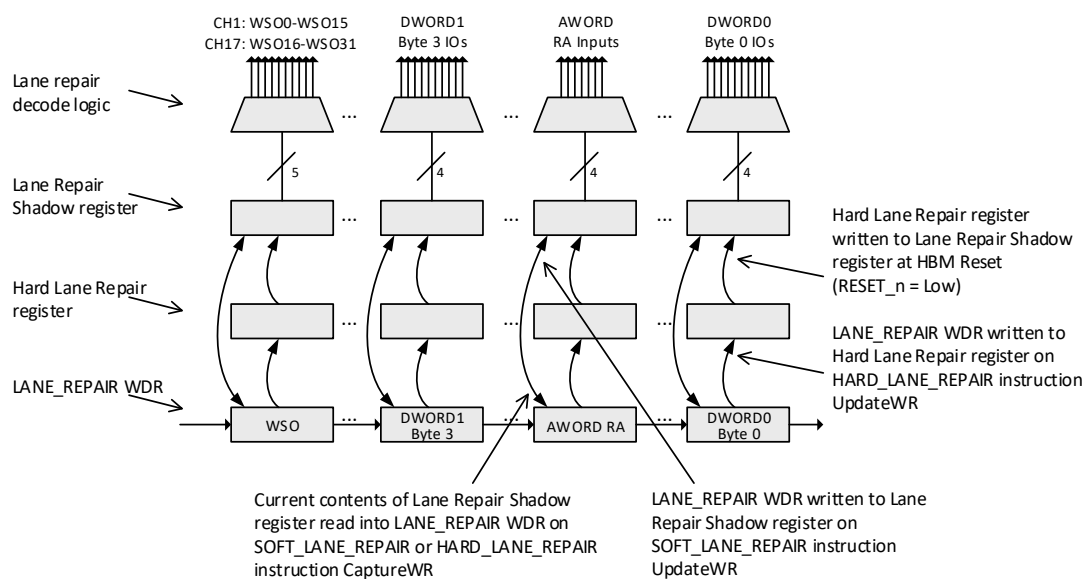 CH1: WSO0-WSO15
CH17: WSO16-WSO31
DWORD1
Byte 3 IOs
AWORD
RA Inputs
DWORD0
Byte 0 IOs
Lane repair
decode logic
...
...
...
5
4
4
4
Lane Repair
Shadow register
...
...
...
Hard Lane Repair register
written to Lane Repair Shadow
register at HBM Reset
(RESET_n = Low)
Hard Lane Repair
register
...
...
...
LANE_REPAIR WDR written to
Hard Lane Repair register on
HARD_LANE_REPAIR instruction
UpdateWR
LANE_REPAIR WDR
WSO
...
DWORD1
Byte 3
...
AWORD RA
...
DWORD0
Byte 0
Current contents of Lane Repair Shadow
register read into LANE_REPAIR WDR on
SOFT_LANE_REPAIR or HARD_LANE_REPAIR
instruction CaptureWR
LANE_REPAIR WDR written to Lane
Repair Shadow register on
SOFT_LANE_REPAIR instruction
UpdateWR